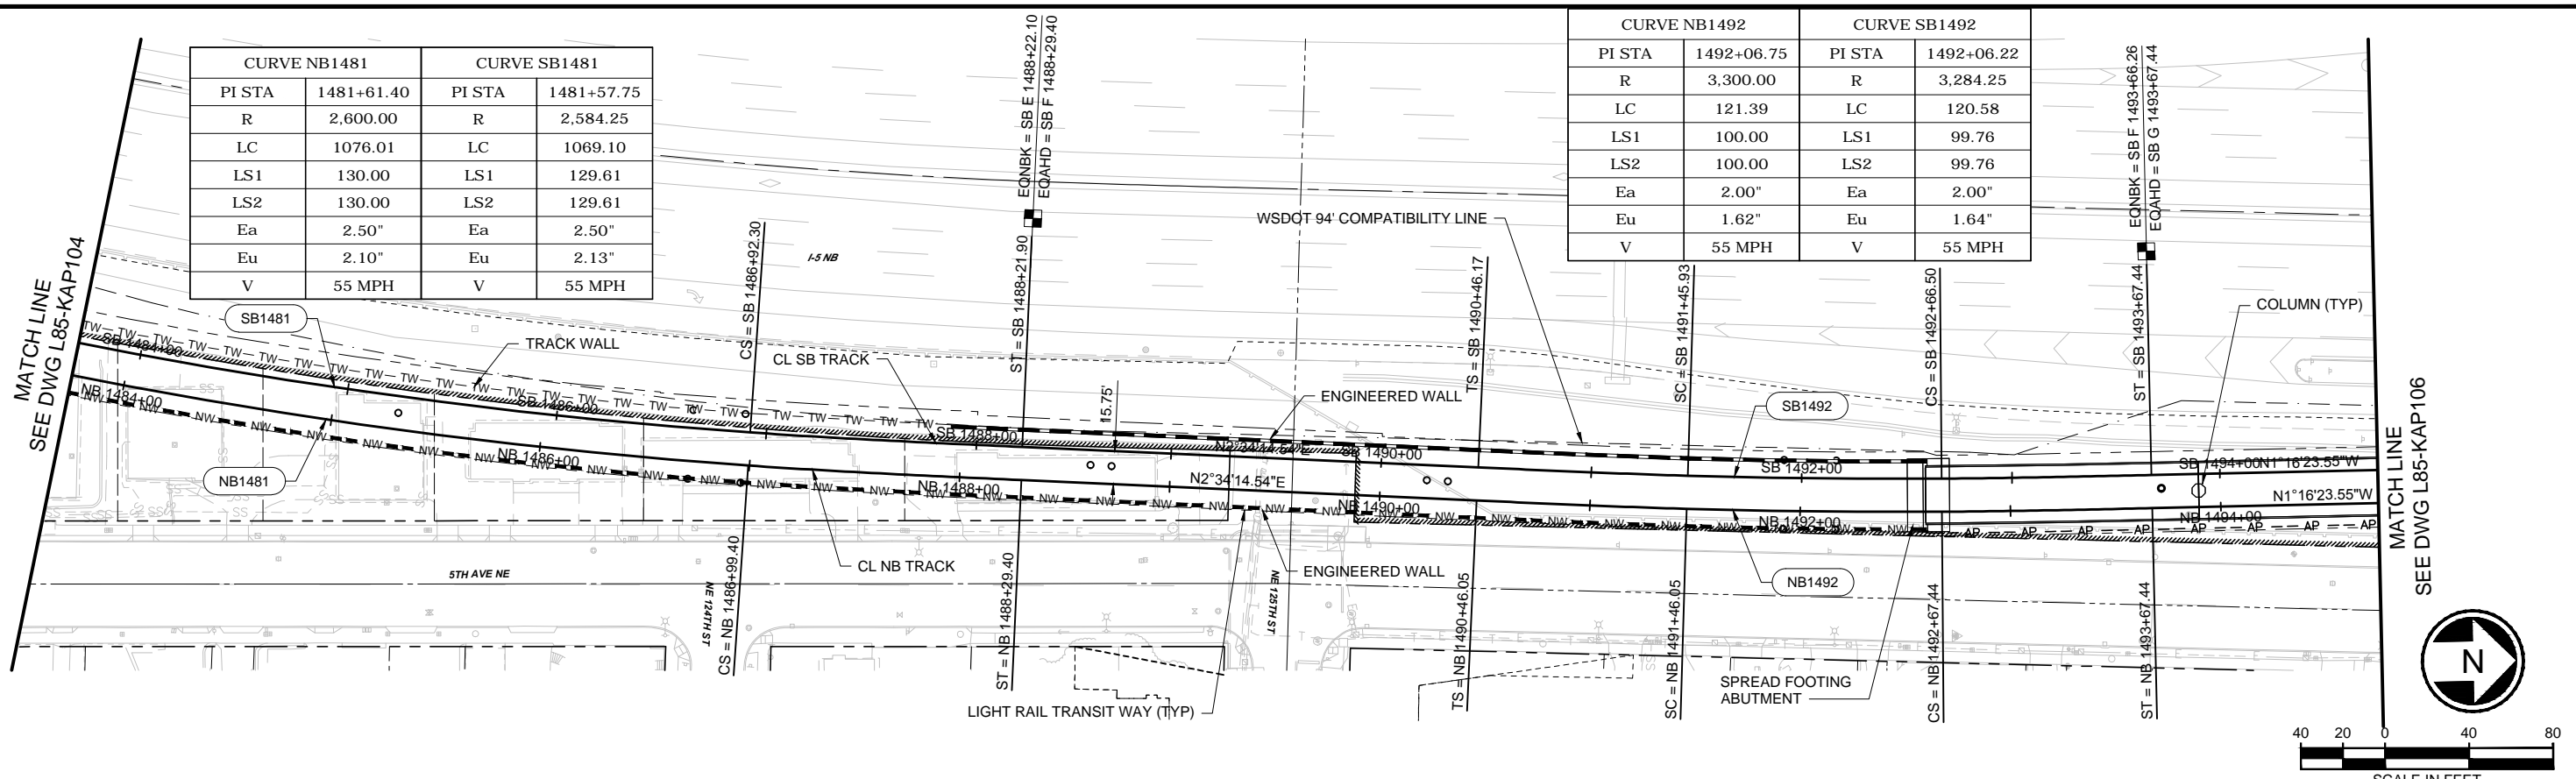 CURVE NB1481 CURVE SB1481
PI STA 1481+61.40 PI STA 1481+57.75
R 2,600.00 R 2,584.25
LC 1076.01 LC 1069.10
LS1 130.00 LS1 129.61
LS2 130.00 LS2 129.61
Ea 2.50" Ea 2.50"
Eu 2.10" Eu 2.13"
V 55 MPH V 55 MPH
CURVE NB1492 CURVE SB1492
PI STA 1492+06.75 PI STA 1492+06.22
R 3,300.00 R 3,284.25
LC 121.39 LC 120.58
LS1 100.00 LS1 99.76
LS2 100.00 LS2 99.76
Ea 2.00" Ea 2.00"
Eu 1.62" Eu 1.64"
V 55 MPH V 55 MPH
EQNBK = SB E 1488+22.10
EQAHD = SB F 1488+29.40
EQNBK = SB F 1493+66.26
EQAHD = SB G 1493+67.44
MATCH LINE
SEE DWG L85-KAP104
CS = SB 1486+92.30
ST = SB 1488+21.90
TS = SB 1490+46.17
SC = SB 1491+45.93
CS = SB 1492+66.50
ST = SB 1493+67.44
I-5 NB
WSDOT 94' COMPATIBILITY LINE
COLUMN (TYP)
SB1481
TRACK WALL
CL SB TRACK
15.75'
ENGINEERED WALL
SB1492
SB 1484+00
SB 1486+00
SB 1488+00
N2°34'14.54"E
SB 1490+00
SB 1492+00
SB 1494+00
N1°16'23.55"W
NB 1484+00
NB 1486+00
NB 1488+00
N2°34'14.54"E
NB 1490+00
NB 1492+00
NB 1494+00
N1°16'23.55"W
NB1481
CL NB TRACK
ENGINEERED WALL
NB1492
5TH AVE NE
NE 124TH ST
NE 125TH ST
CS = NB 1486+99.40
ST = NB 1488+29.40
TS = NB 1490+46.05
SC = NB 1491+46.05
CS = NB 1492+67.44
ST = NB 1493+67.44
LIGHT RAIL TRANSIT WAY (TYP)
SPREAD FOOTING
ABUTMENT
MATCH LINE
SEE DWG L85-KAP106
N
40 20 0 40 80
SCALE IN FEET